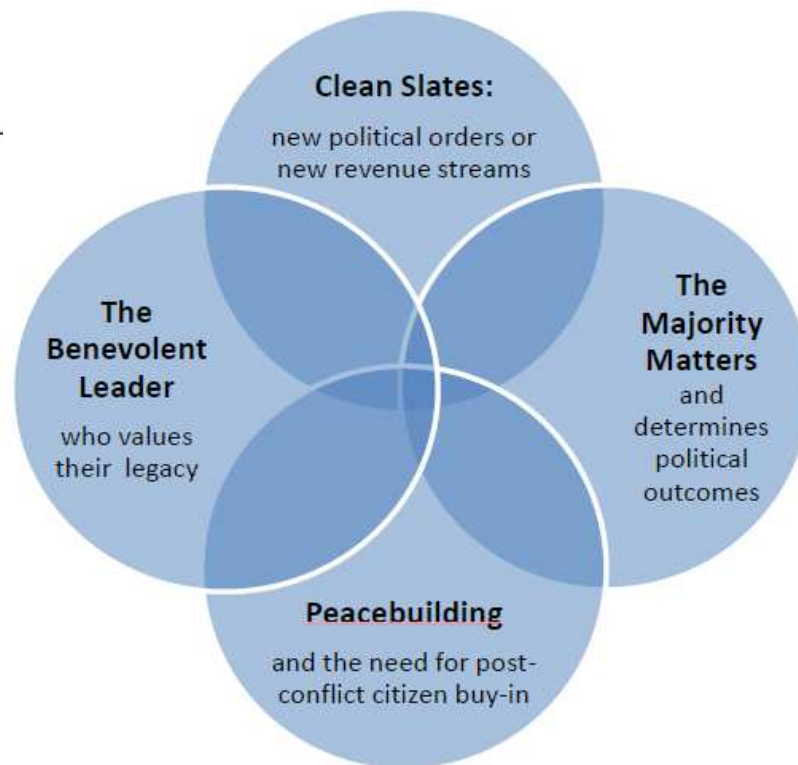 Clean Slates:
new political orders or
new revenue streams
The
Benevolent
Leader
who values
their legacy
The
Majority
Matters
and
determines
political
outcomes
Peacebuilding
and the need for post-
conflict citizen buy-in